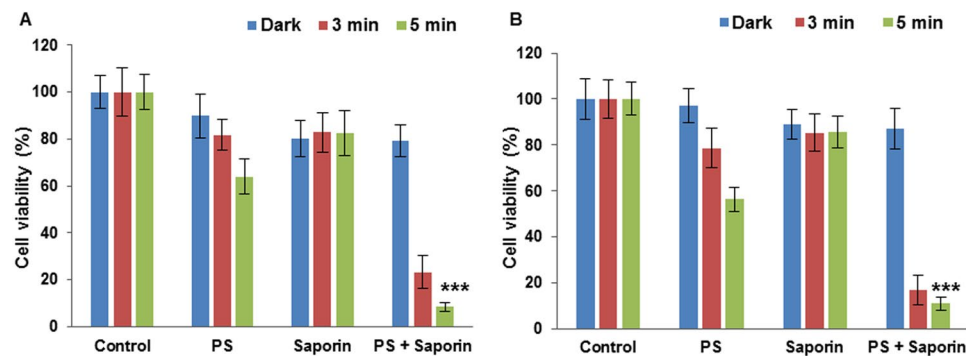 A
Dark 3 min 5 min
Cell viability (%)
120
100
80
60
40
20
0
***
Control PS Saporin PS + Saporin
B
Dark 3 min 5 min
Cell viability (%)
120
100
80
60
40
20
0
***
Control PS Saporin PS + Saporin